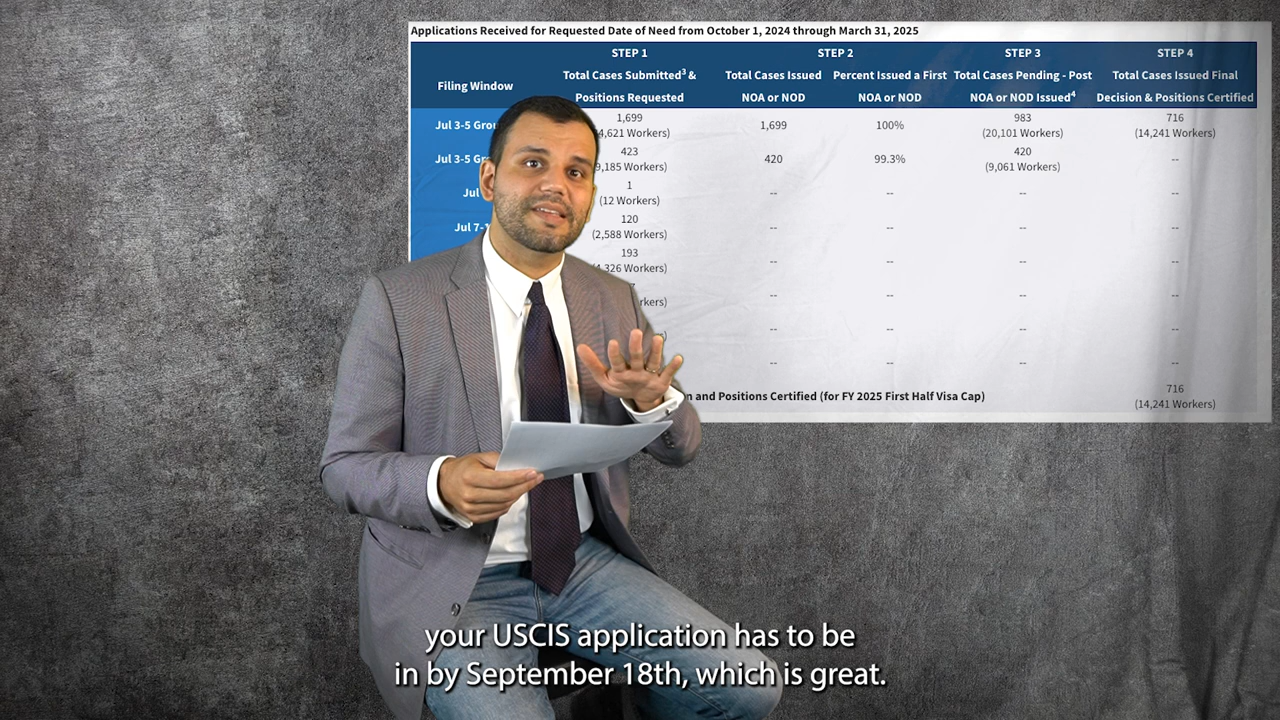 Applications Received for Requested Date of Need from October 1, 2024 through March 31, 2025
STEP 1 STEP 2 STEP 3 STEP 4
Filing Window
Total Cases Submitted³ & Total Cases Issued Percent Issued a First Total Cases Pending - Post Total Cases Issued Final
Positions Requested NOA or NOD NOA or NOD NOA or NOD Issued⁴ Decision & Positions Certified
Jul 3-5 1,699 1,699 100% 983 716
Workers) (20,101 Workers) (14,241 Workers)
Jul 3-5 423 420 99.3% 420 --
Workers) (9,061 Workers)
Jul 1 -- -- -- --
(12 Workers)
Jul 120 -- -- -- --
(2,588 Workers)
193 -- -- -- --
Workers)
-- -- -- --
-- -- -- --
-- -- -- --
and Positions Certified (for FY 2025 First Half Visa Cap) 716
(14,241 Workers)
your USCIS application has to be
in by September 18th, which is great.